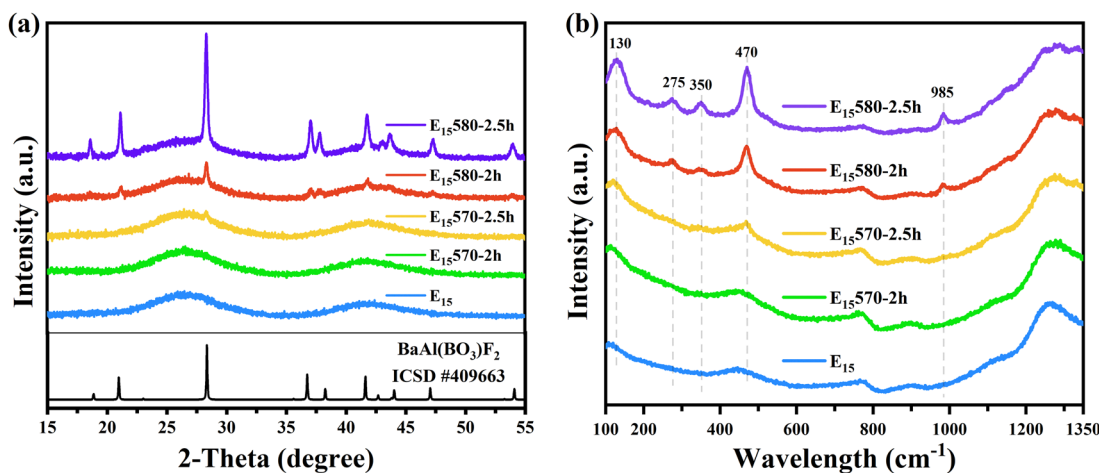 (a)
Intensity (a.u.)
E₁₅580-2.5h
E₁₅580-2h
E₁₅570-2.5h
E₁₅570-2h
E₁₅
BaAl(BO₃)F₂
ICSD #409663
15 20 25 30 35 40 45 50 55
2-Theta (degree)
(b)
Intensity (a.u.)
130
275
350
470
985
E₁₅580-2.5h
E₁₅580-2h
E₁₅570-2.5h
E₁₅570-2h
E₁₅
100 400 600 800 1000 1200 1350
Wavelength (cm⁻¹)